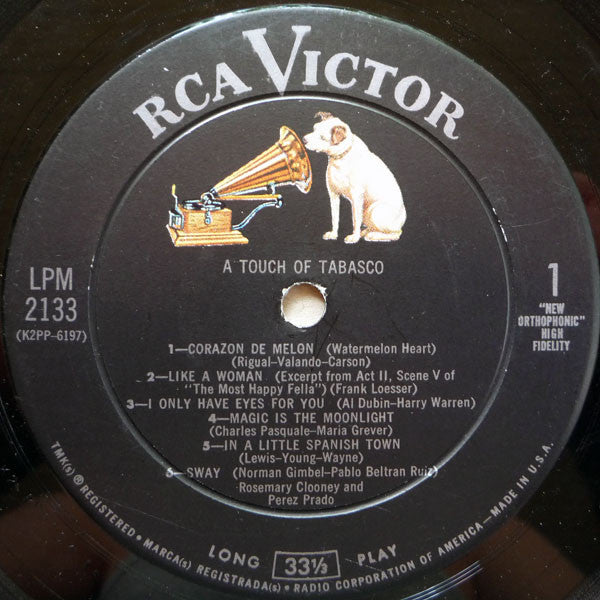 RCA VICTOR
A TOUCH OF TABASCO
LPM
2133
(K2PP-6197)
1
"NEW
ORTHOPHONIC"
HIGH
FIDELITY
1—CORAZON DE MELON (Watermelon Heart)
(Rigual-Valando-Carson)
2—LIKE A WOMAN (Excerpt from Act II, Scene V of
"The Most Happy Fella") (Frank Loesser)
3—I ONLY HAVE EYES FOR YOU (Al Dubin-Harry Warren)
4—MAGIC IS THE MOONLIGHT
(Charles Pasquale-Maria Grever)
5—IN A LITTLE SPANISH TOWN
(Lewis-Young-Wayne)
6—SWAY (Norman Gimbel-Pablo Beltran Ruiz)
Rosemary Clooney and
Perez Prado
LONG 33⅓ PLAY
TMK(s) ® REGISTERED • MARCA(s) REGISTRADA(s) • RADIO CORPORATION OF AMERICA—MADE IN U.S.A.